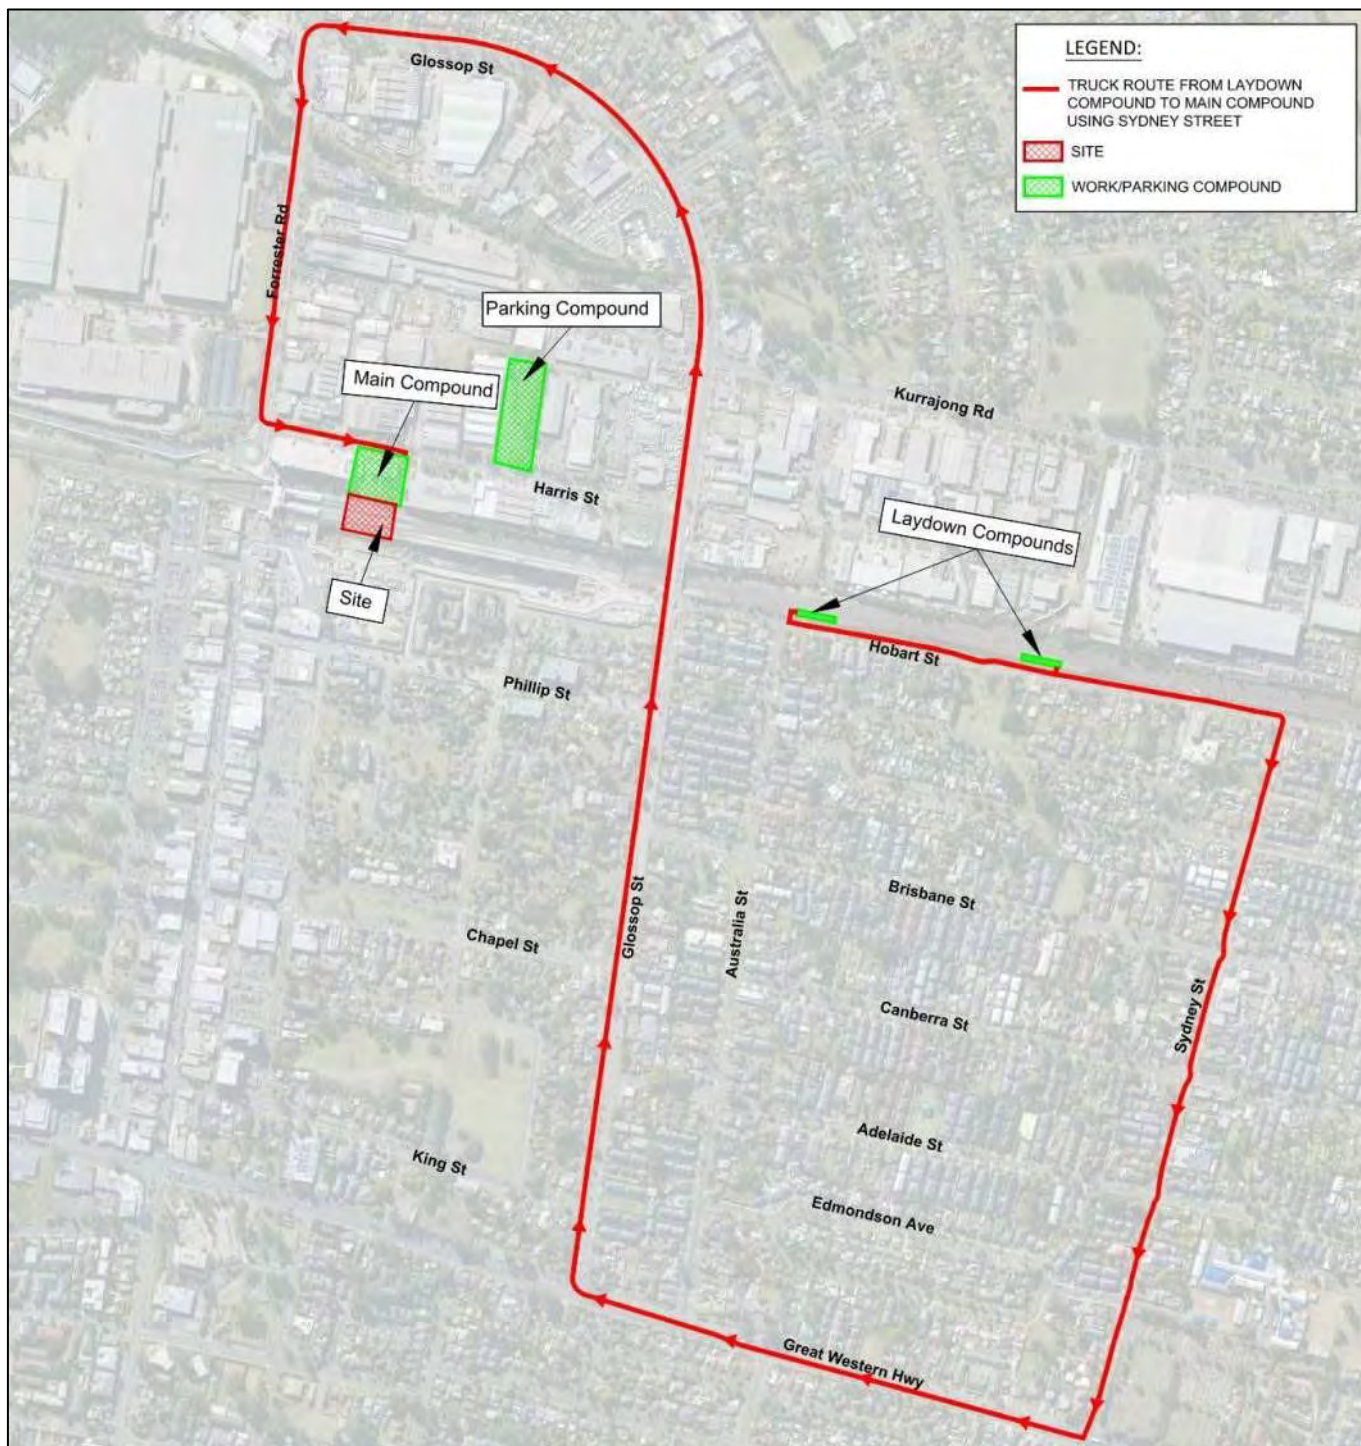 LEGEND:
TRUCK ROUTE FROM LAYDOWN
COMPOUND TO MAIN COMPOUND
USING SYDNEY STREET
SITE
WORK/PARKING COMPOUND
Glossop St
Forrester Rd
Parking Compound
Main Compound
Kurrajong Rd
Harris St
Laydown Compounds
Site
Hobart St
Phillip St
Brisbane St
Glossop St
Australia St
Chapel St
Sydney St
Canberra St
Adelaide St
King St
Edmondson Ave
Great Western Hwy